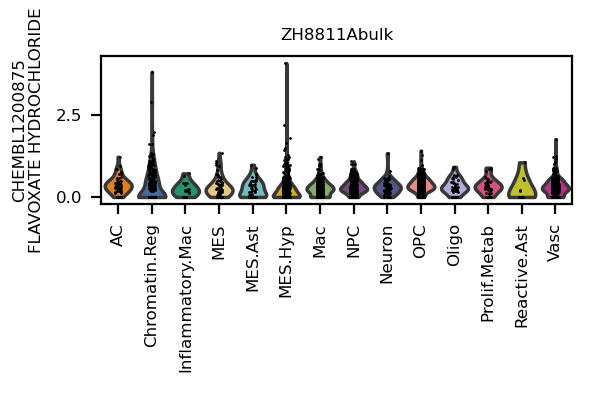 ZH8811Abulk
CHEMBL1200875
FLAVOXATE HYDROCHLORIDE
2.5
0.0
AC
Chromatin.Reg
Inflammatory.Mac
MES
MES.Ast
MES.Hyp
Mac
NPC
Neuron
OPC
Oligo
Prolif.Metab
Reactive.Ast
Vasc